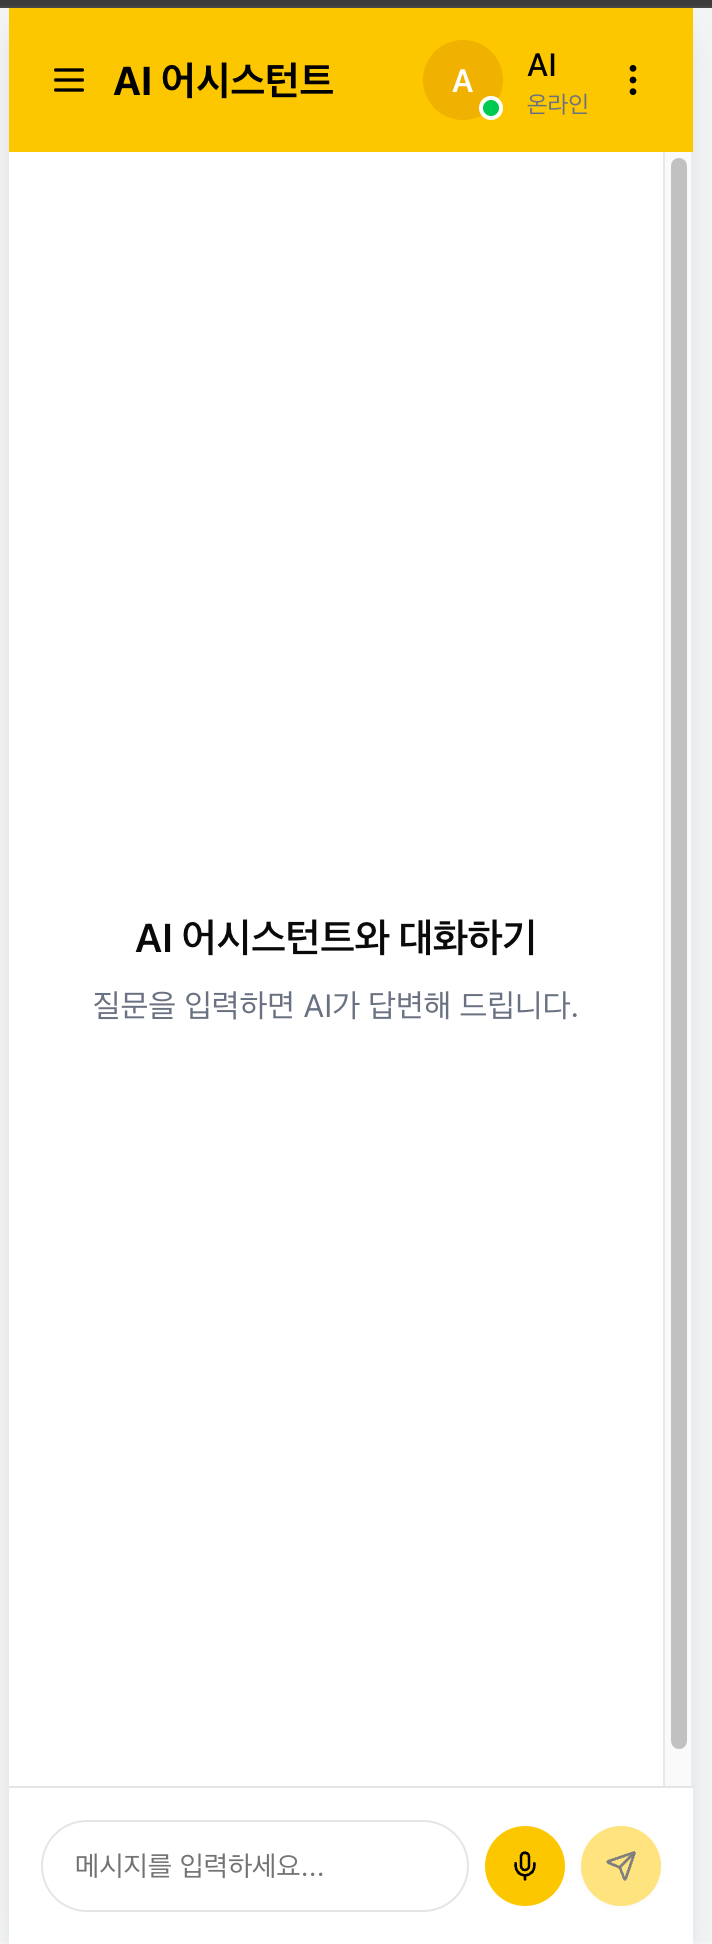 AI 어시스턴트
A
AI
온라인
AI 어시스턴트와 대화하기
질문을 입력하면 AI가 답변해 드립니다.
메시지를 입력하세요...